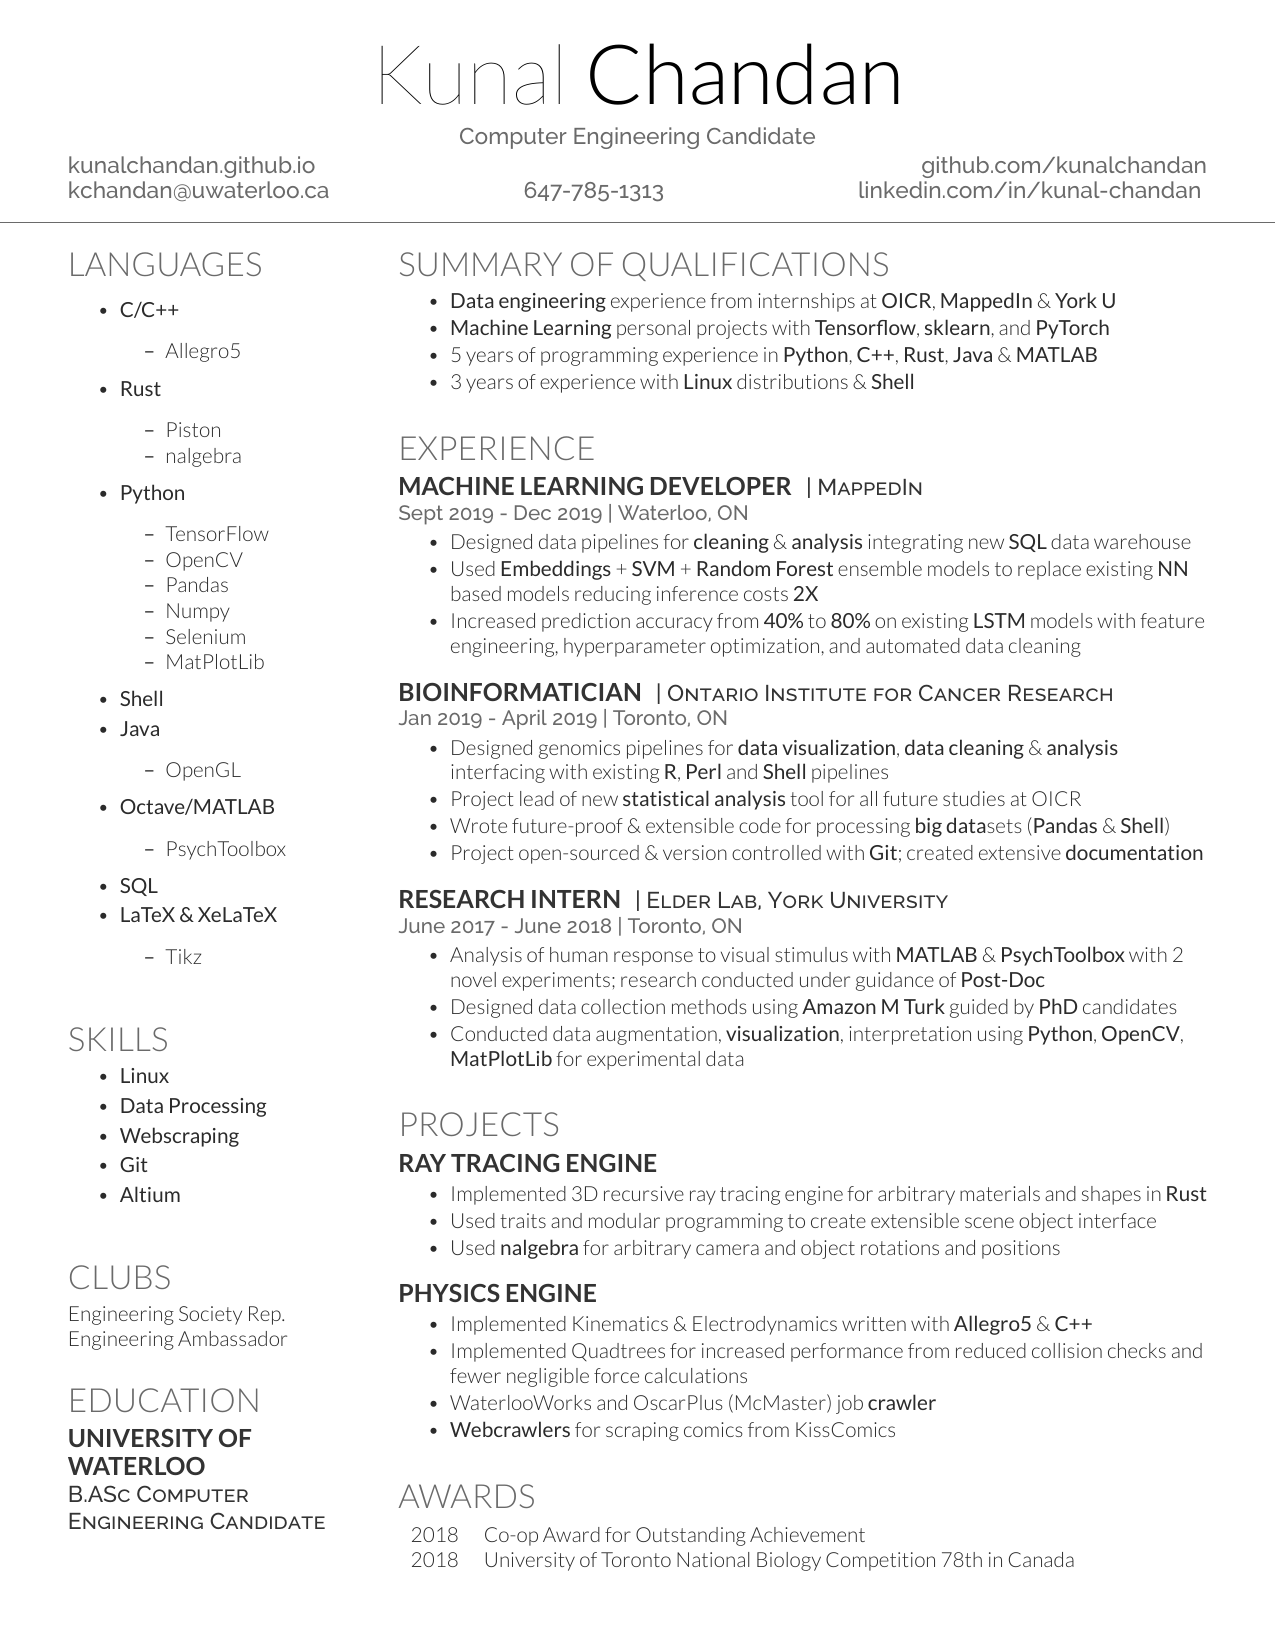 Kunal Chandan
Computer Engineering Candidate
kunalchandan.github.io
github.com/kunalchandan
kchandan@uwaterloo.ca
647-785-1313
linkedin.com/in/kunal-chandan
LANGUAGES
• C/C++
– Allegro5
• Rust
– Piston
– nalgebra
• Python
– TensorFlow
– OpenCV
– Pandas
– Numpy
– Selenium
– MatPlotLib
• Shell
• Java
– OpenGL
• Octave/MATLAB
– PsychToolbox
• SQL
• LaTeX & XeLaTeX
– Tikz
SKILLS
• Linux
• Data Processing
• Webscraping
• Git
• Altium
CLUBS
Engineering Society Rep.
Engineering Ambassador
EDUCATION
UNIVERSITY OF
WATERLOO
B.ASc Computer
Engineering Candidate
SUMMARY OF QUALIFICATIONS
• Data engineering experience from internships at OICR, MappedIn & York U
• Machine Learning personal projects with Tensorflow, sklearn, and PyTorch
• 5 years of programming experience in Python, C++, Rust, Java & MATLAB
• 3 years of experience with Linux distributions & Shell
EXPERIENCE
MACHINE LEARNING DEVELOPER | MappedIn
Sept 2019 - Dec 2019 | Waterloo, ON
• Designed data pipelines for cleaning & analysis integrating new SQL data warehouse
• Used Embeddings + SVM + Random Forest ensemble models to replace existing NN
based models reducing inference costs 2X
• Increased prediction accuracy from 40% to 80% on existing LSTM models with feature
engineering, hyperparameter optimization, and automated data cleaning
BIOINFORMATICIAN | Ontario Institute for Cancer Research
Jan 2019 - April 2019 | Toronto, ON
• Designed genomics pipelines for data visualization, data cleaning & analysis
interfacing with existing R, Perl and Shell pipelines
• Project lead of new statistical analysis tool for all future studies at OICR
• Wrote future-proof & extensible code for processing big datasets (Pandas & Shell)
• Project open-sourced & version controlled with Git; created extensive documentation
RESEARCH INTERN | Elder Lab, York University
June 2017 - June 2018 | Toronto, ON
• Analysis of human response to visual stimulus with MATLAB & PsychToolbox with 2
novel experiments; research conducted under guidance of Post-Doc
• Designed data collection methods using Amazon M Turk guided by PhD candidates
• Conducted data augmentation, visualization, interpretation using Python, OpenCV,
MatPlotLib for experimental data
PROJECTS
RAY TRACING ENGINE
• Implemented 3D recursive ray tracing engine for arbitrary materials and shapes in Rust
• Used traits and modular programming to create extensible scene object interface
• Used nalgebra for arbitrary camera and object rotations and positions
PHYSICS ENGINE
• Implemented Kinematics & Electrodynamics written with Allegro5 & C++
• Implemented Quadtrees for increased performance from reduced collision checks and
fewer negligible force calculations
• WaterlooWorks and OscarPlus (McMaster) job crawler
• Webcrawlers for scraping comics from KissComics
AWARDS
2018 Co-op Award for Outstanding Achievement
2018 University of Toronto National Biology Competition 78th in Canada